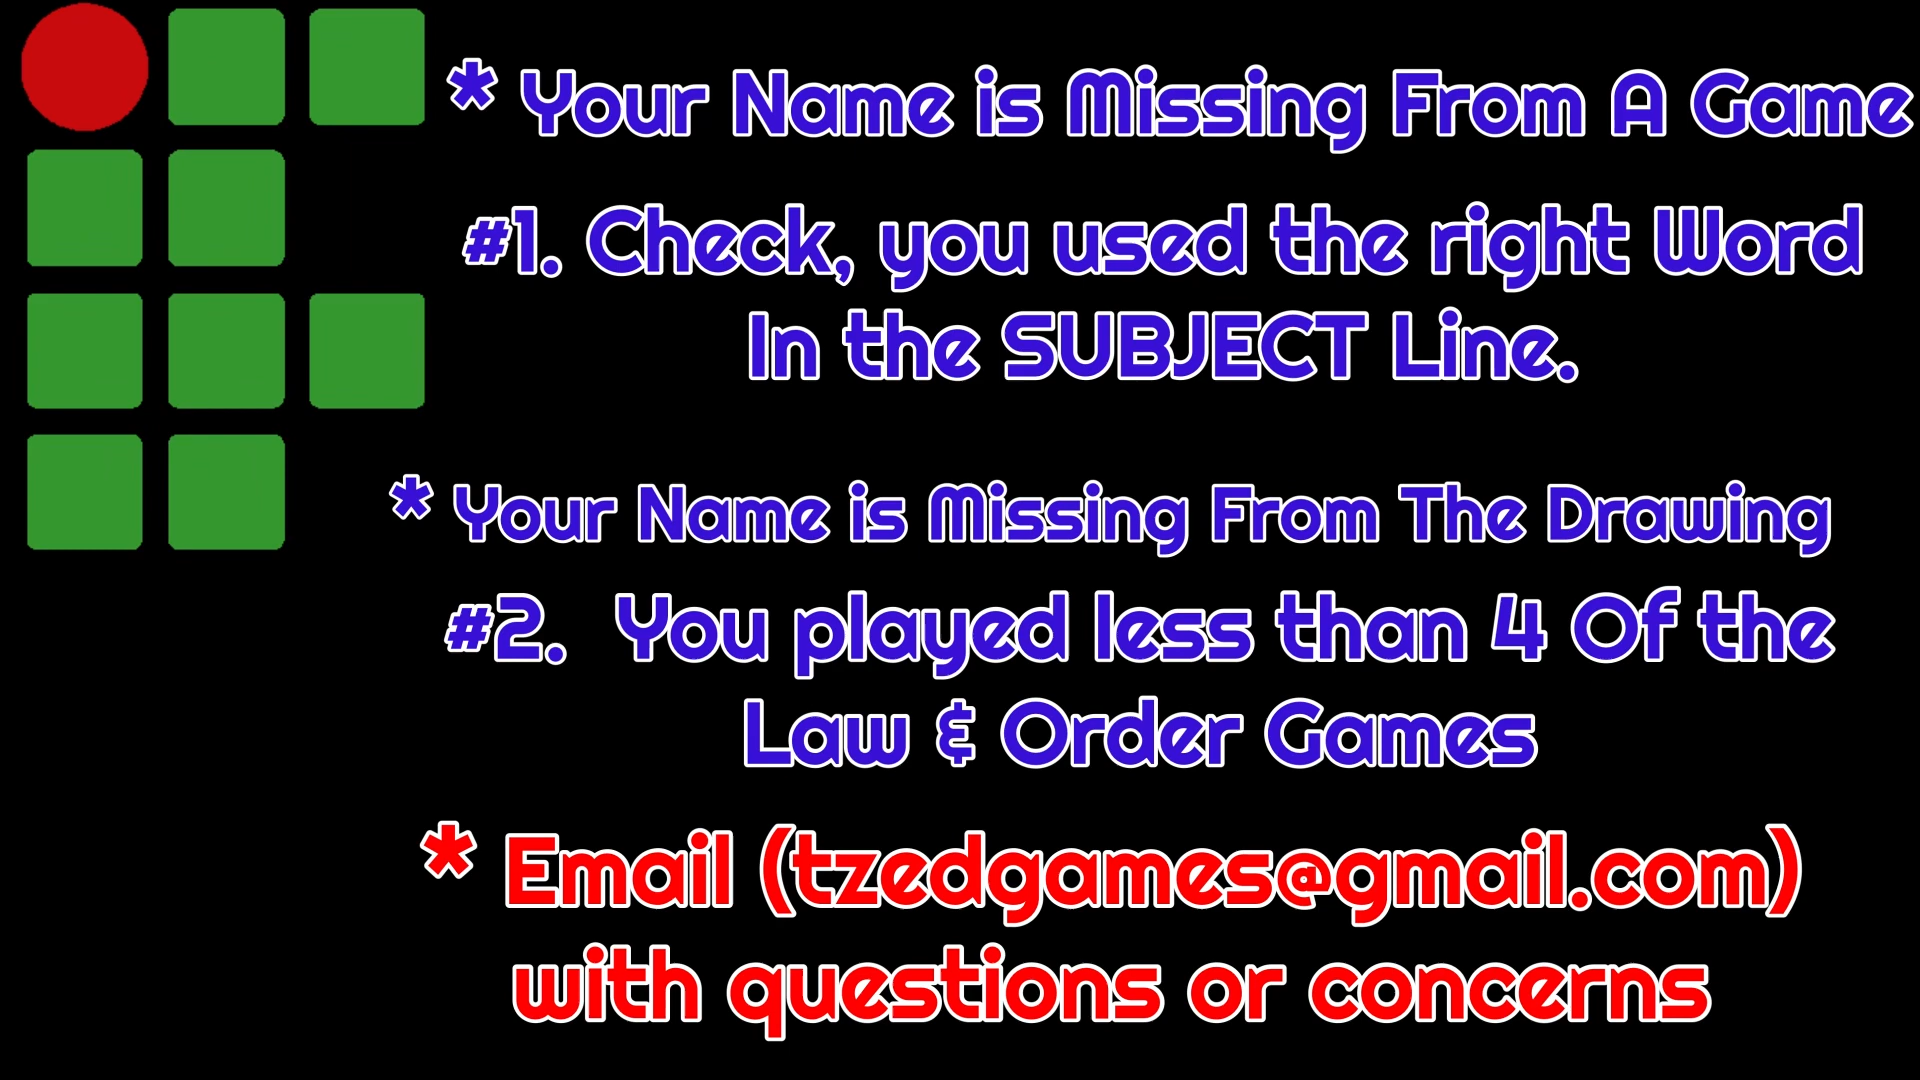 * Your Name is Missing From A Game
#1. Check, you used the right Word
In the SUBJECT Line.
* Your Name is Missing From The Drawing
#2. You played less than 4 Of the
Law & Order Games
* Email (tzedgames@gmail.com)
with questions or concerns